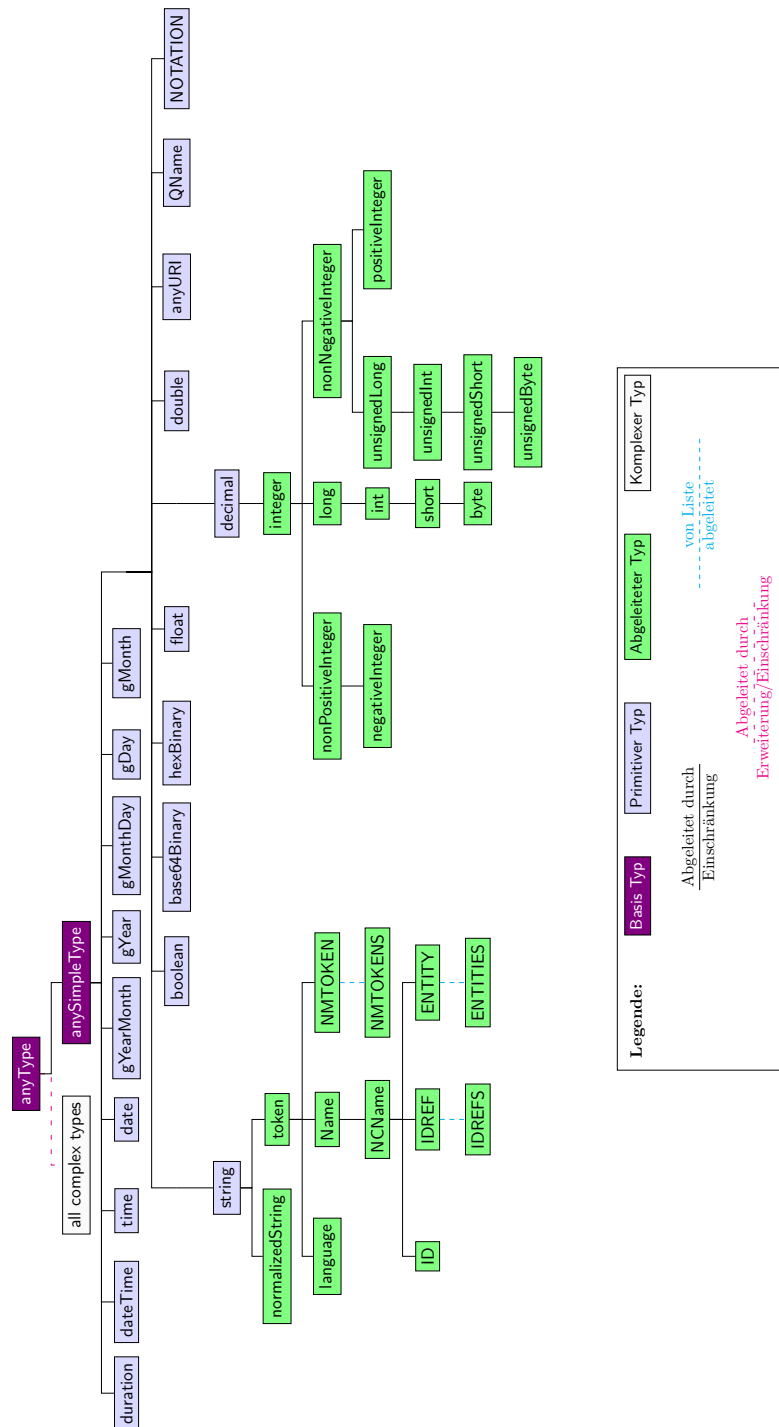 anyType
all complex types
anySimpleType
duration
dateTime
time
date
gYearMonth
gYear
gMonthDay
gDay
gMonth
boolean
base64Binary
hexBinary
float
double
anyURI
QName
NOTATION
string
decimal
normalizedString
token
integer
language
Name
NMTOKEN
nonPositiveInteger
long
nonNegativeInteger
NCName
NMTOKENS
negativeInteger
int
unsignedLong
positiveInteger
ID
IDREF
ENTITY
short
unsignedInt
IDREFS
ENTITIES
byte
unsignedShort
unsignedByte
Legende:
Basis Typ
Primitiver Typ
Abgeleiteter Typ
Komplexer Typ
Abgeleitet durch
Einschränkung
von Liste
abgeleitet
Abgeleitet durch
Erweiterung/Einschränkung